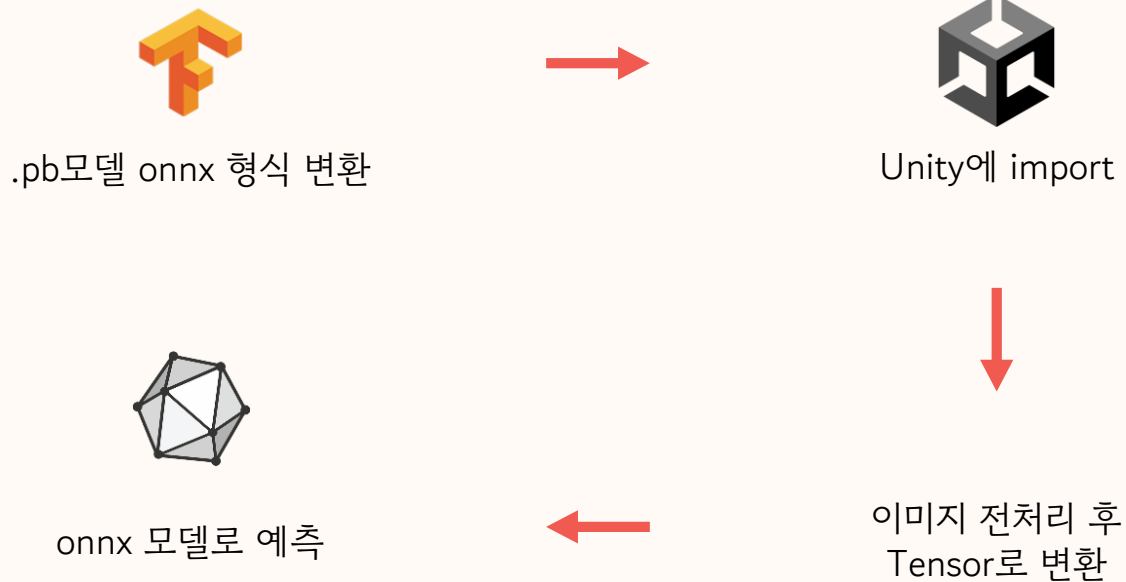 .pb모델 onnx 형식 변환
Unity에 import
이미지 전처리 후
Tensor로 변환
onnx 모델로 예측